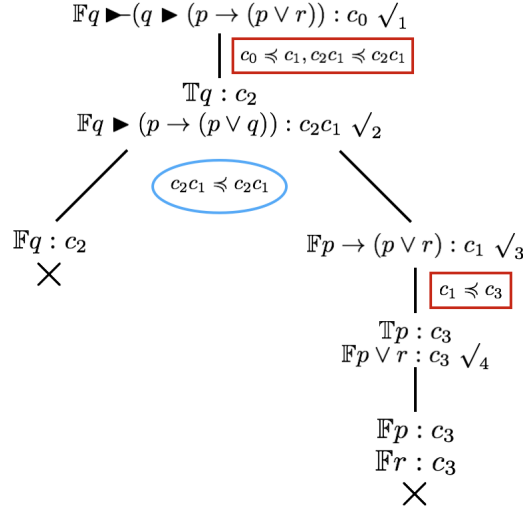 𝔽q ▶− (q ▶ (p → (p ∨ r)) : c₀ √₁
c₀ ≼ c₁, c₂c₁ ≼ c₂c₁
𝕋q : c₂
𝔽q ▶ (p → (p ∨ q)) : c₂c₁ √₂
c₂c₁ ≼ c₂c₁
𝔽q : c₂
×
𝔽p → (p ∨ r) : c₁ √₃
c₁ ≼ c₃
𝕋p : c₃
𝔽p ∨ r : c₃ √₄
𝔽p : c₃
𝔽r : c₃
×